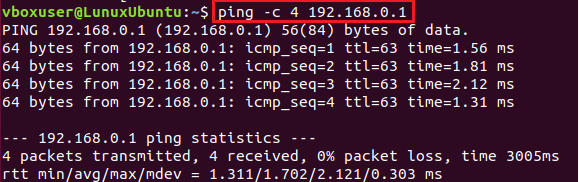 vboxuser@LunuxUbuntu:~$ ping -c 4 192.168.0.1
PING 192.168.0.1 (192.168.0.1) 56(84) bytes of data.
64 bytes from 192.168.0.1: icmp_seq=1 ttl=63 time=1.56 ms
64 bytes from 192.168.0.1: icmp_seq=2 ttl=63 time=1.81 ms
64 bytes from 192.168.0.1: icmp_seq=3 ttl=63 time=2.12 ms
64 bytes from 192.168.0.1: icmp_seq=4 ttl=63 time=1.31 ms
--- 192.168.0.1 ping statistics ---
4 packets transmitted, 4 received, 0% packet loss, time 3005ms
rtt min/avg/max/mdev = 1.311/1.702/2.121/0.303 ms